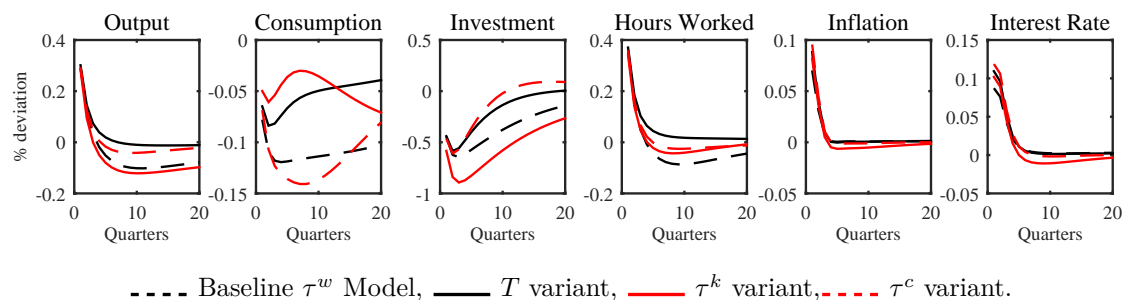 Output Consumption Investment Hours Worked Inflation Interest Rate
0.4 0 0.5 0.4 0.1 0.15
0.2 -0.05 0 0.2 0.05 0.1
0 -0.1 -0.5 0 0 0.05
-0.2 -0.15 -1 -0.2 -0.05 0
-0.05
% deviation
0 10 20 0 10 20 0 10 20 0 10 20 0 10 20 0 10 20
Quarters Quarters Quarters Quarters Quarters Quarters
Baseline τ^w Model, T variant, τ^k variant, τ^c variant.